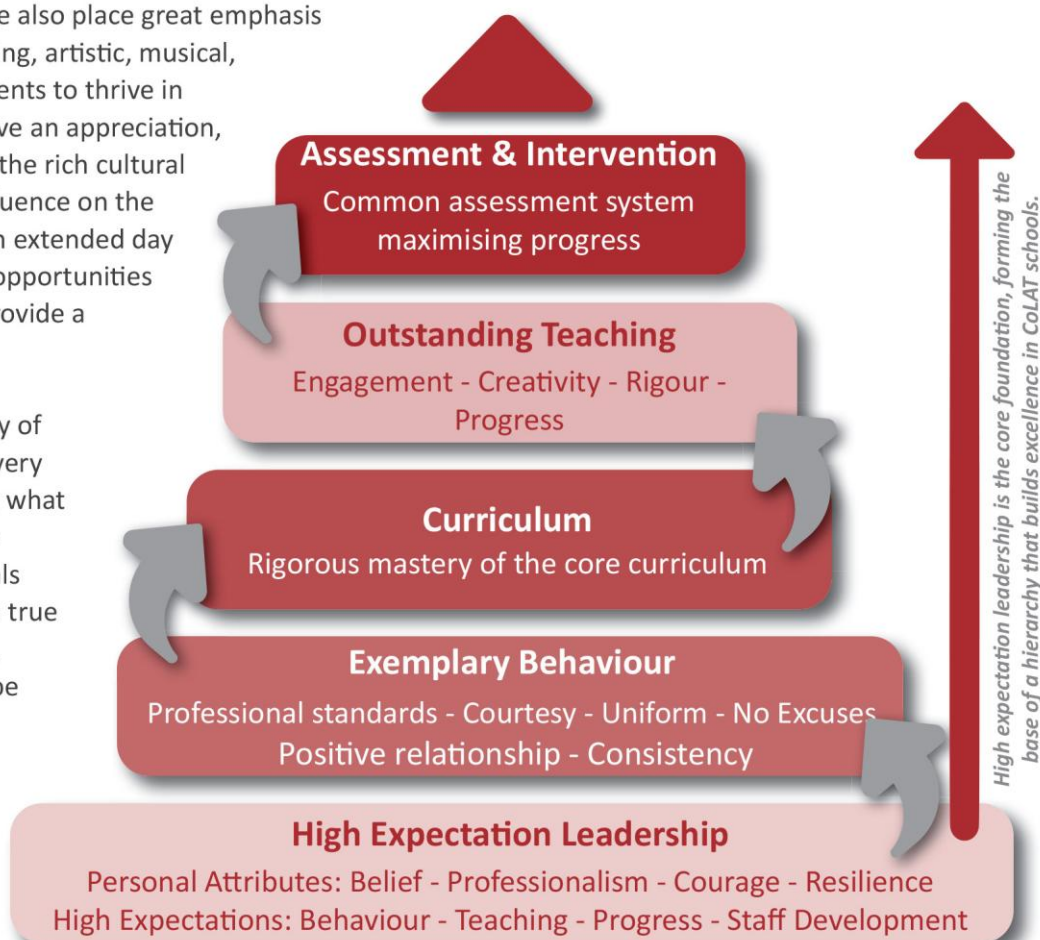 e also place great emphasis
ng, artistic, musical,
ents to thrive in
ve an appreciation,
the rich cultural
uence on the
n extended day
opportunities
rovide a
y of
very
what
ls
true
be
Assessment & Intervention
Common assessment system
maximising progress
Outstanding Teaching
Engagement - Creativity - Rigour -
Progress
Curriculum
Rigorous mastery of the core curriculum
Exemplary Behaviour
Professional standards - Courtesy - Uniform - No Excuses
Positive relationship - Consistency
High Expectation Leadership
Personal Attributes: Belief - Professionalism - Courage - Resilience
High Expectations: Behaviour - Teaching - Progress - Staff Development
High expectation leadership is the core foundation, forming the
base of a hierarchy that builds excellence in CoLAT schools.